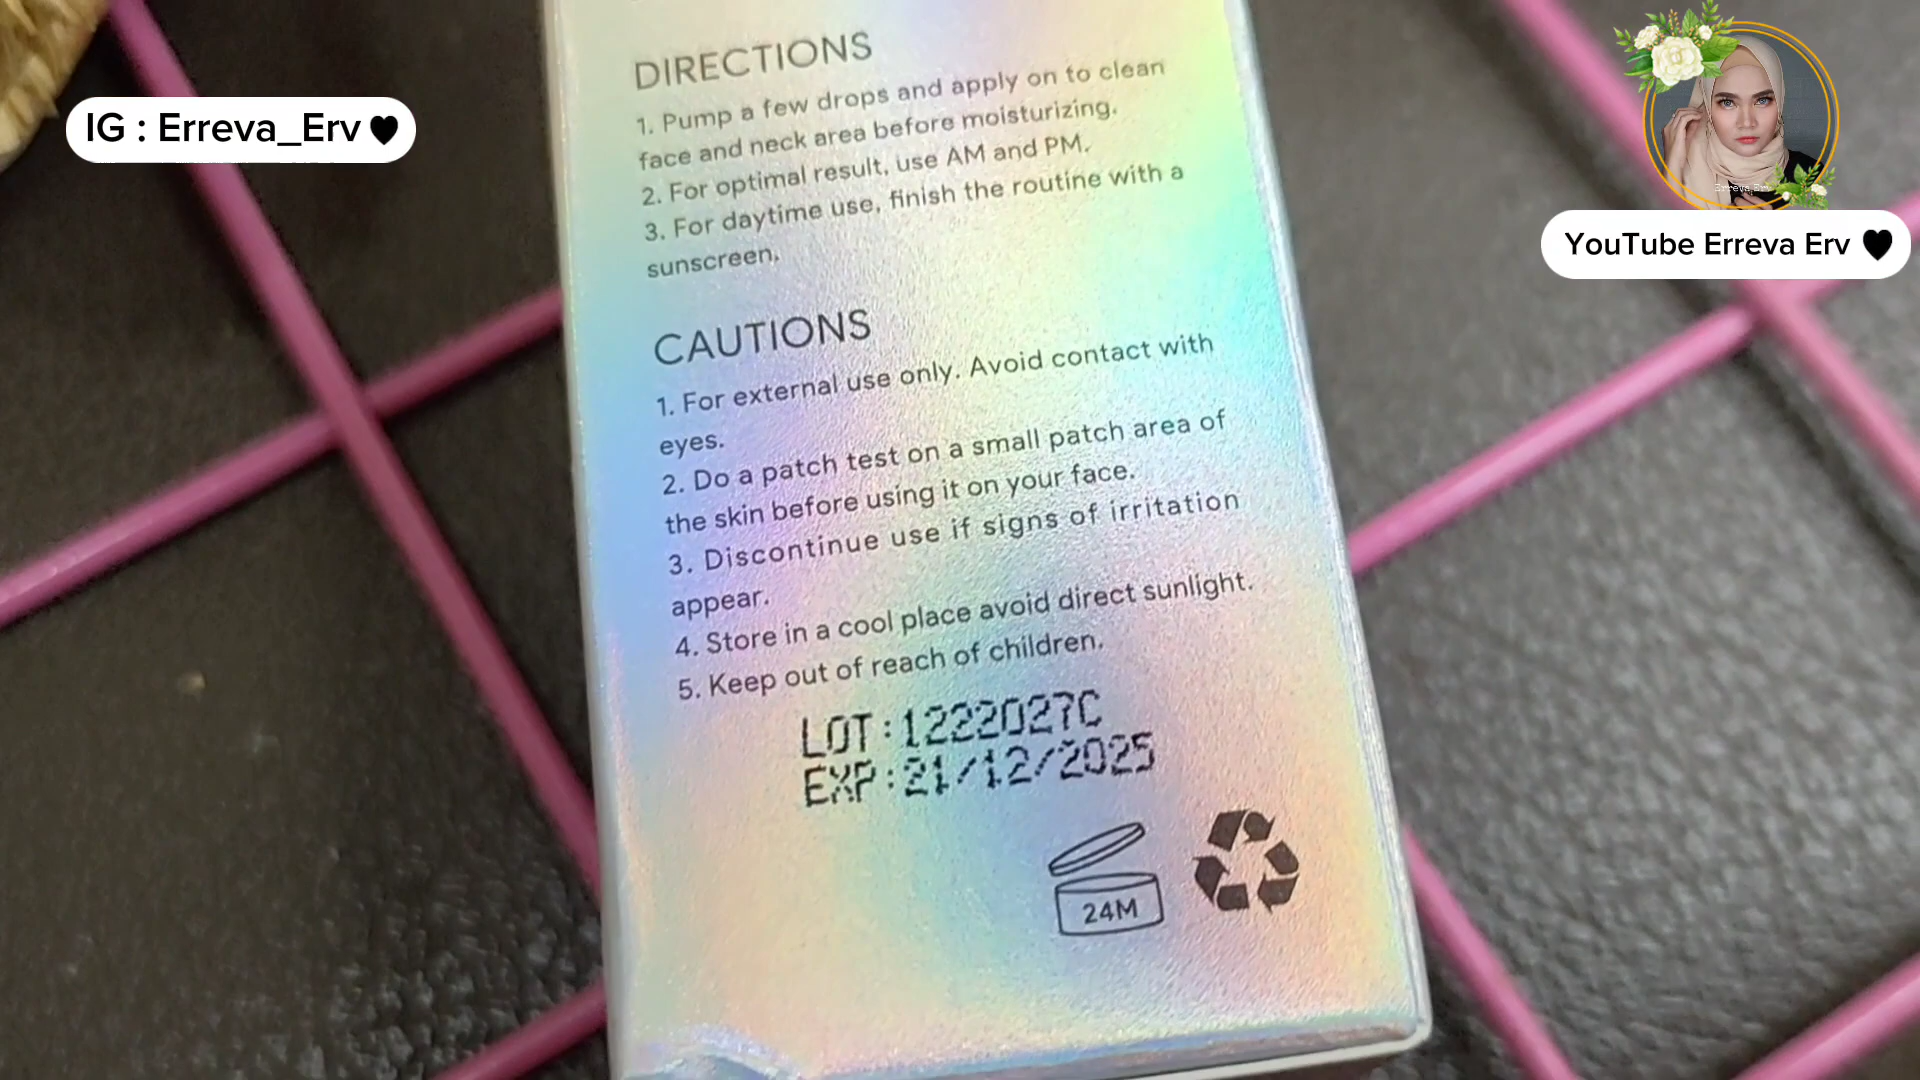 IG : Erreva_Erv
YouTube Erreva Erv
DIRECTIONS
1. Pump a few drops and apply on to clean
face and neck area before moisturizing.
2. For optimal result, use AM and PM.
3. For daytime use, finish the routine with a
sunscreen.
CAUTIONS
1. For external use only. Avoid contact with
eyes.
2. Do a patch test on a small patch area of
the skin before using it on your face.
3. Discontinue use if signs of irritation
appear.
4. Store in a cool place avoid direct sunlight.
5. Keep out of reach of children.
LOT:1222027C
EXP:21/12/2025
24M
Erreva Erv